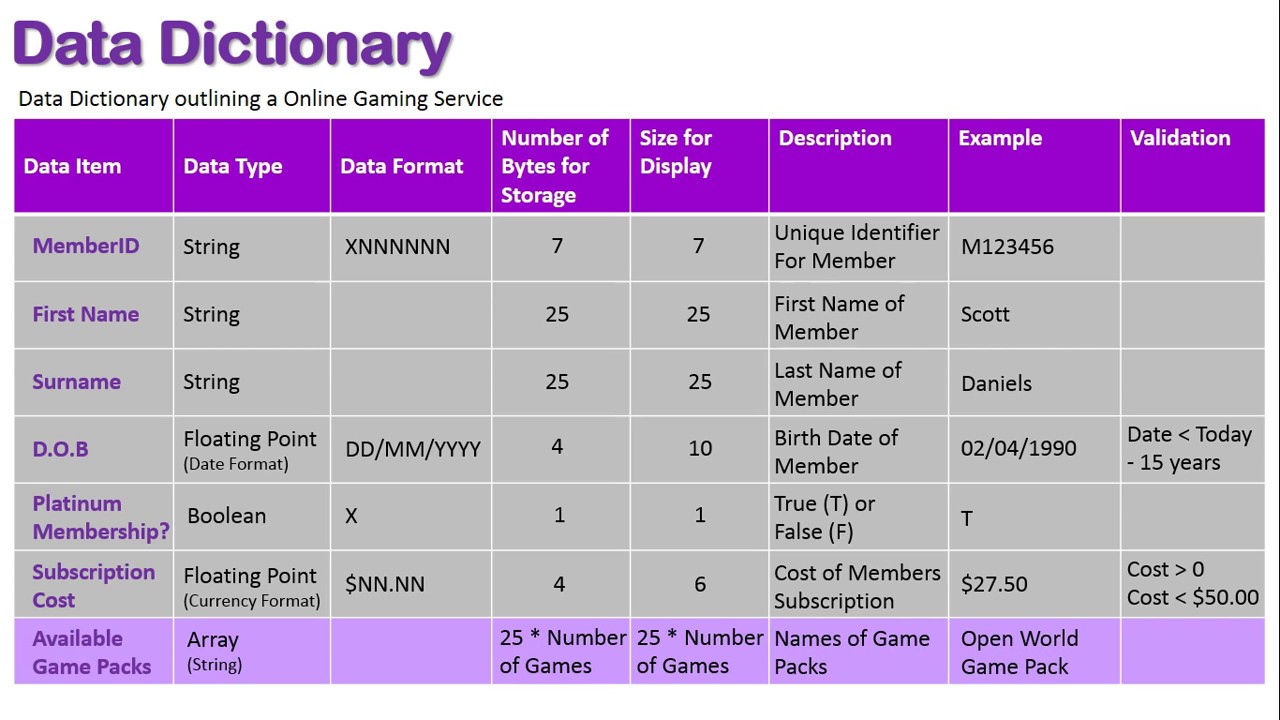 Data Dictionary
Data Dictionary outlining a Online Gaming Service
Data Item
Data Type
Data Format
Number of
Bytes for
Storage
Size for
Display
Description
Example
Validation
MemberID
String
XNNNNNN
7
7
Unique Identifier
For Member
M123456
First Name
String
25
25
First Name of
Member
Scott
Surname
String
25
25
Last Name of
Member
Daniels
D.O.B
Floating Point
(Date Format)
DD/MM/YYYY
4
10
Birth Date of
Member
02/04/1990
Date < Today
- 15 years
Platinum
Membership?
Boolean
X
1
1
True (T) or
False (F)
T
Subscription
Cost
Floating Point
(Currency Format)
$NN.NN
4
6
Cost of Members
Subscription
$27.50
Cost > 0
Cost < $50.00
Available
Game Packs
Array
(String)
25 * Number
of Games
25 * Number
of Games
Names of Game
Packs
Open World
Game Pack